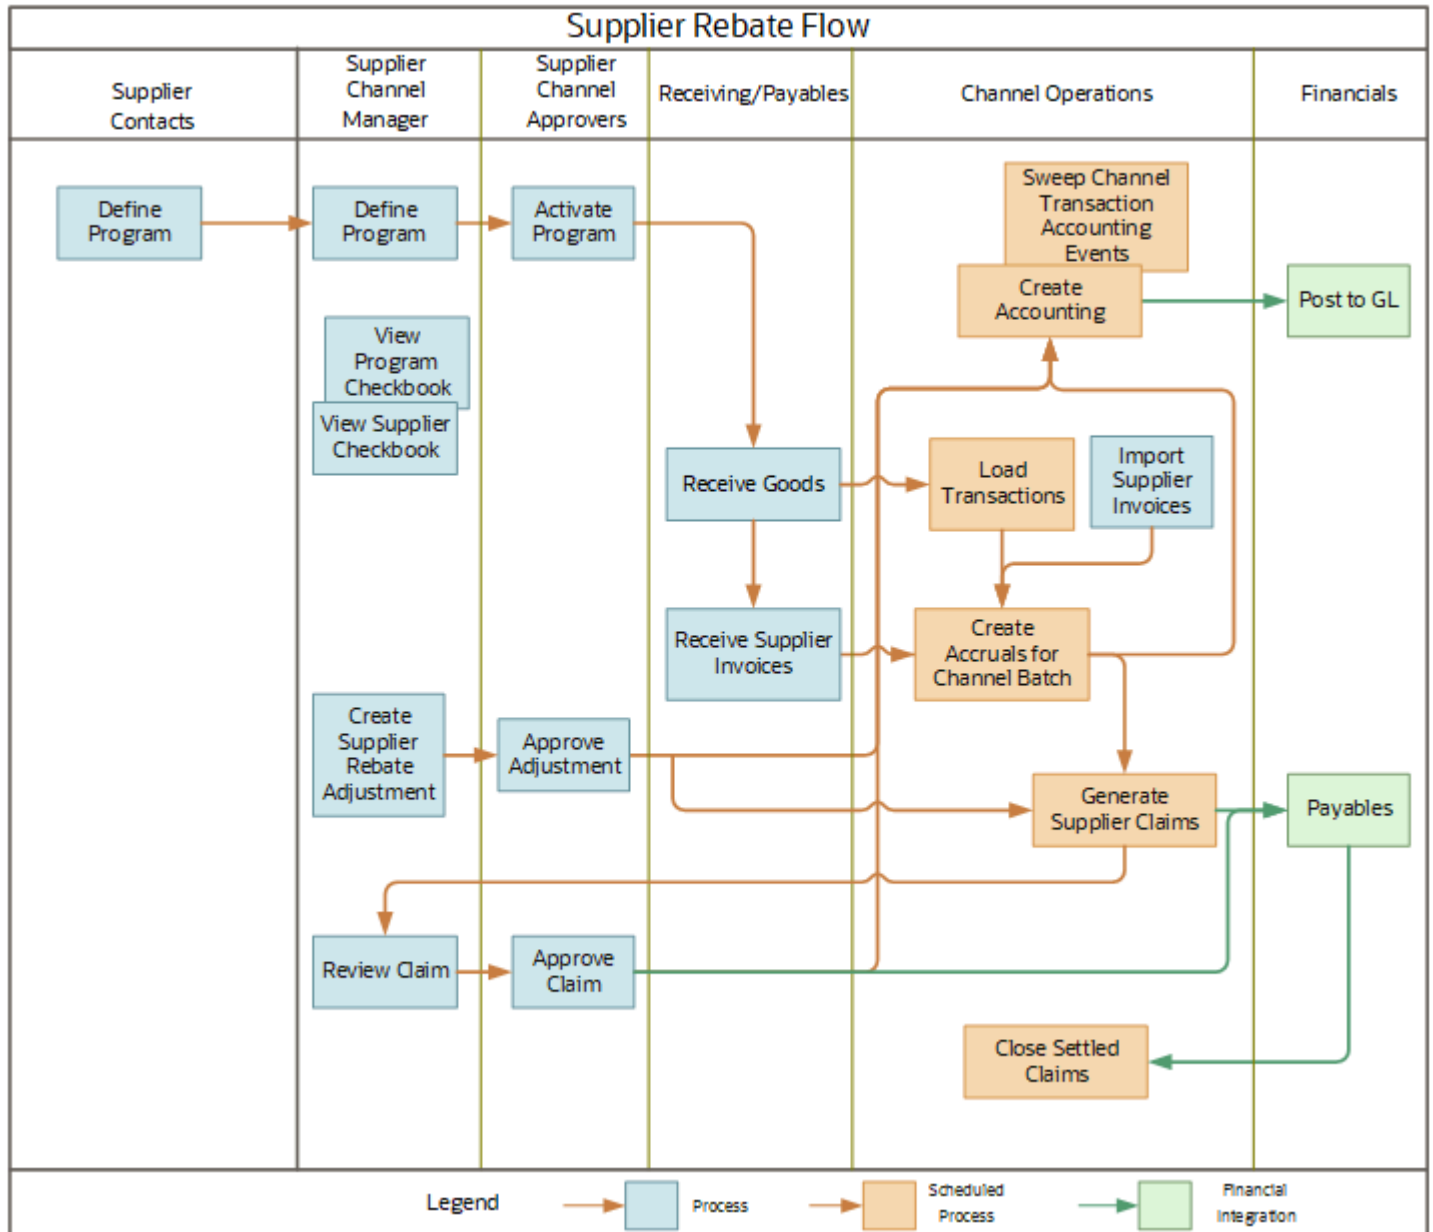 Supplier Rebate Flow
Supplier
Contacts
Supplier
Channel
Manager
Supplier
Channel
Approvers
Receiving/Payables
Channel Operations
Financials
Define
Program
Define
Program
Activate
Program
Sweep Channel
Transaction
Accounting
Events
Create
Accounting
Post to GL
View
Program
Checkbook
View Supplier
Checkbook
Receive Goods
Load
Transactions
Import
Supplier
Invoices
Receive Supplier
Invoices
Create
Accruals for
Channel Batch
Create
Supplier
Rebate
Adjustment
Approve
Adjustment
Generate
Supplier Claims
Payables
Review Claim
Approve
Claim
Close Settled
Claims
Legend
Process
Scheduled
Process
Financial
Integration